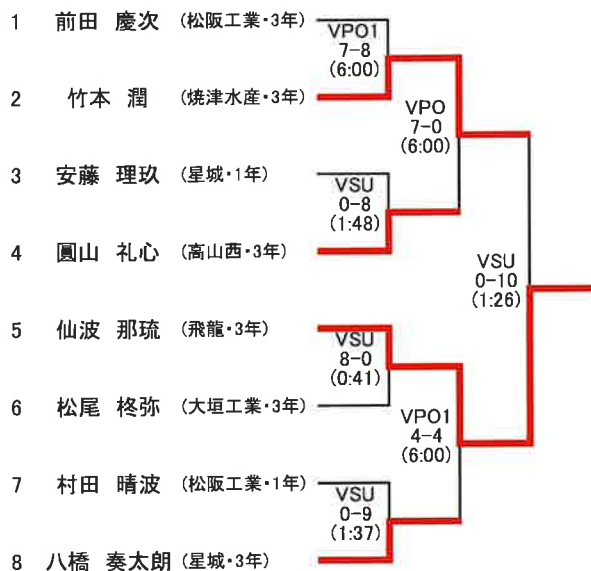 1 前田 慶次 (松阪工業・3年)
VPO1
7-8
(6:00)
2 竹本 潤 (焼津水産・3年)
VPO
7-0
(6:00)
3 安藤 理玖 (星城・1年)
VSU
0-8
(1:48)
4 圓山 礼心 (高山西・3年)
VSU
0-10
(1:26)
5 仙波 那琉 (飛龍・3年)
VSU
8-0
(0:41)
6 松尾 柊弥 (大垣工業・3年)
VPO1
4-4
(6:00)
7 村田 晴波 (松阪工業・1年)
VSU
0-9
(1:37)
8 八橋 奏太朗 (星城・3年)